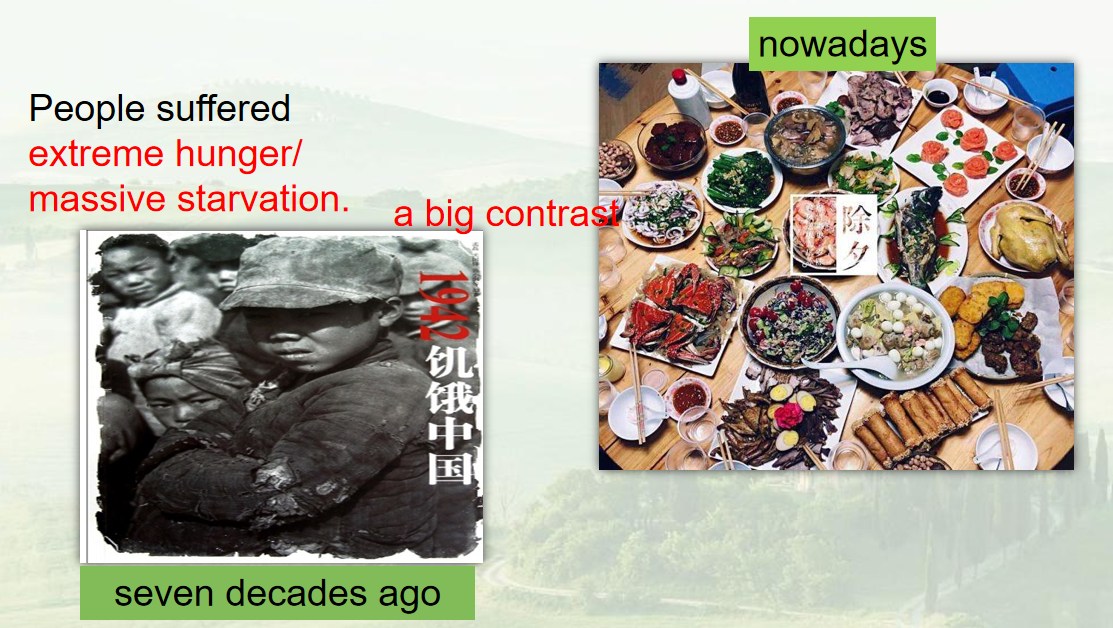 nowadays
People suffered
extreme hunger/
massive starvation.
a big contrast
1942
饥饿中国
除夕
seven decades ago